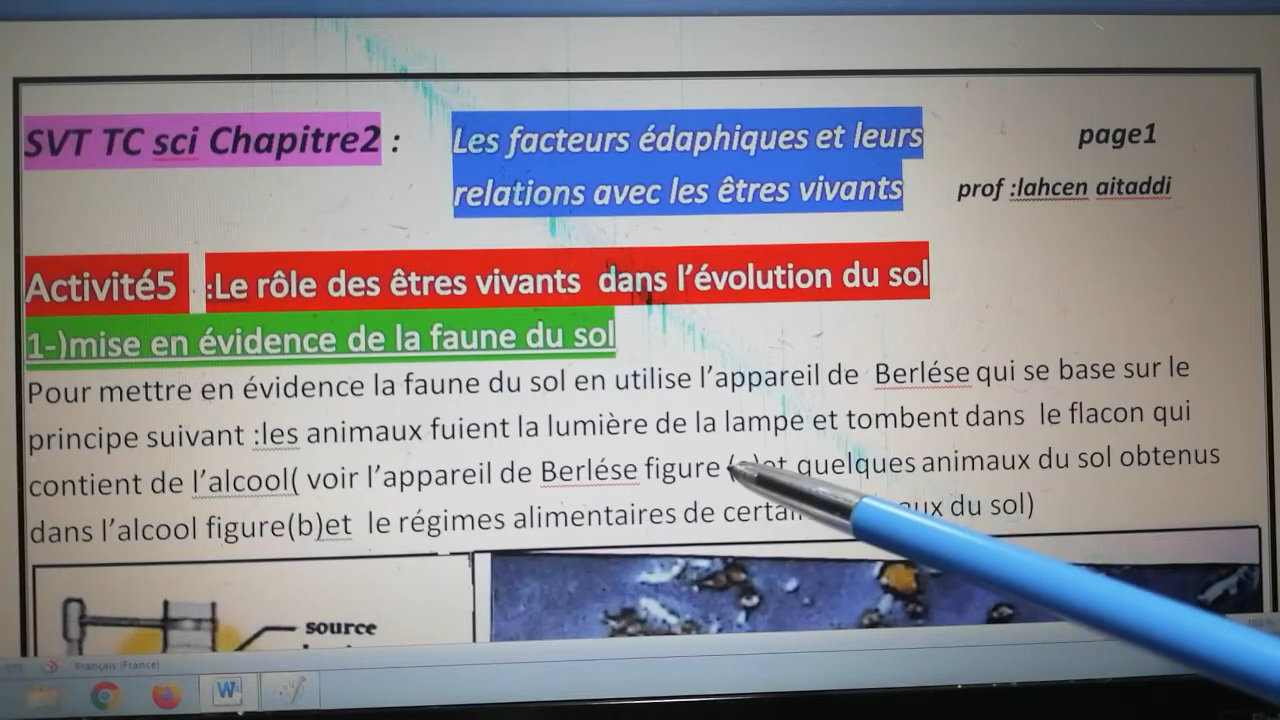 SVT TC sci Chapitre2 : Les facteurs édaphiques et leurs page1
relations avec les êtres vivants prof :lahcen aitaddi
Activité5 :Le rôle des êtres vivants dans l'évolution du sol
1-)mise en évidence de la faune du sol
Pour mettre en évidence la faune du sol en utilise l'appareil de Berlése qui se base sur le
principe suivant :les animaux fuient la lumière de la lampe et tombent dans le flacon qui
contient de l'alcool( voir l'appareil de Berlése figure et quelques animaux du sol obtenus
dans l'alcool figure(b)et le régimes alimentaires de du sol)
source
Français (France)